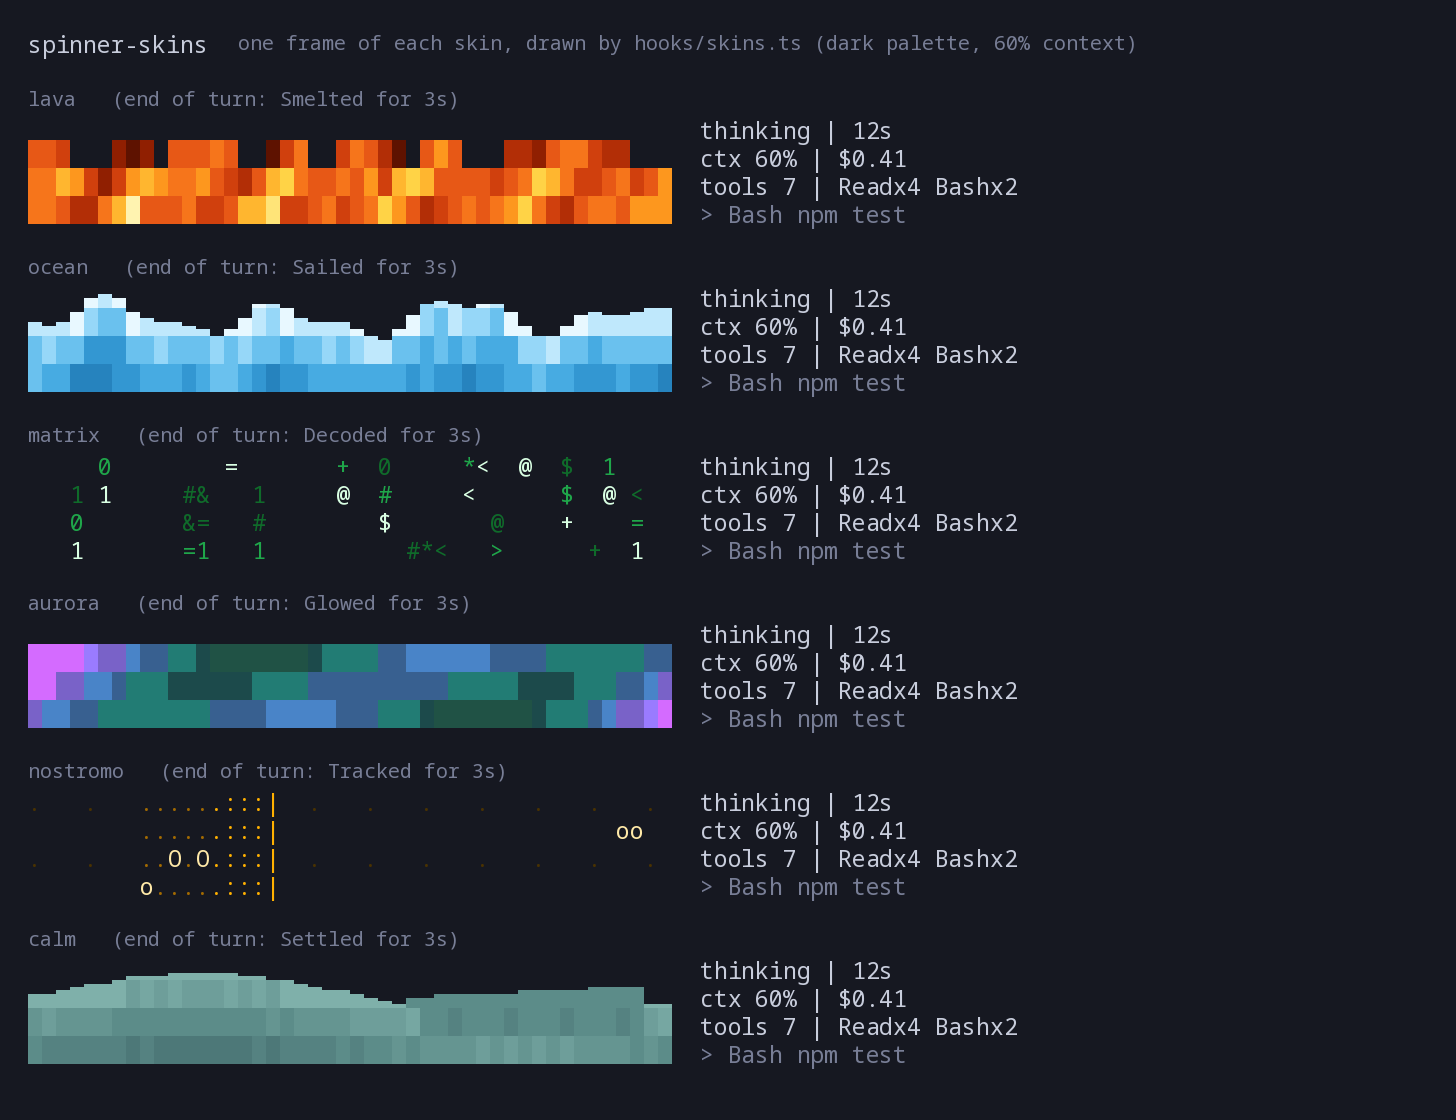 spinner-skins one frame of each skin, drawn by hooks/skins.ts (dark palette, 60% context)
lava (end of turn: Smelted for 3s)
thinking | 12s
ctx 60% | $0.41
tools 7 | Readx4 Bashx2
> Bash npm test
ocean (end of turn: Sailed for 3s)
thinking | 12s
ctx 60% | $0.41
tools 7 | Readx4 Bashx2
> Bash npm test
matrix (end of turn: Decoded for 3s)
0 = + 0 *< @ $ 1 thinking | 12s
1 1 #& 1 @ # < $ @ < ctx 60% | $0.41
0 &= # $ @ + = tools 7 | Readx4 Bashx2
1 =1 1 #*< > + 1 > Bash npm test
aurora (end of turn: Glowed for 3s)
thinking | 12s
ctx 60% | $0.41
tools 7 | Readx4 Bashx2
> Bash npm test
nostromo (end of turn: Tracked for 3s)
. . ......:::| . . . . . . . thinking | 12s
......:::| oo ctx 60% | $0.41
. . ..O.O.:::| . . . . . . . tools 7 | Readx4 Bashx2
o.....:::| > Bash npm test
calm (end of turn: Settled for 3s)
thinking | 12s
ctx 60% | $0.41
tools 7 | Readx4 Bashx2
> Bash npm test